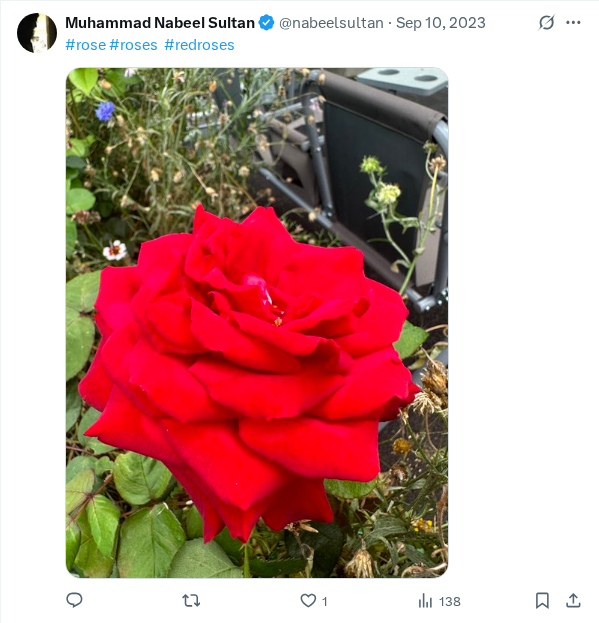 Muhammad Nabeel Sultan @nabeelsultan · Sep 10, 2023
#rose #roses #redroses
1 138